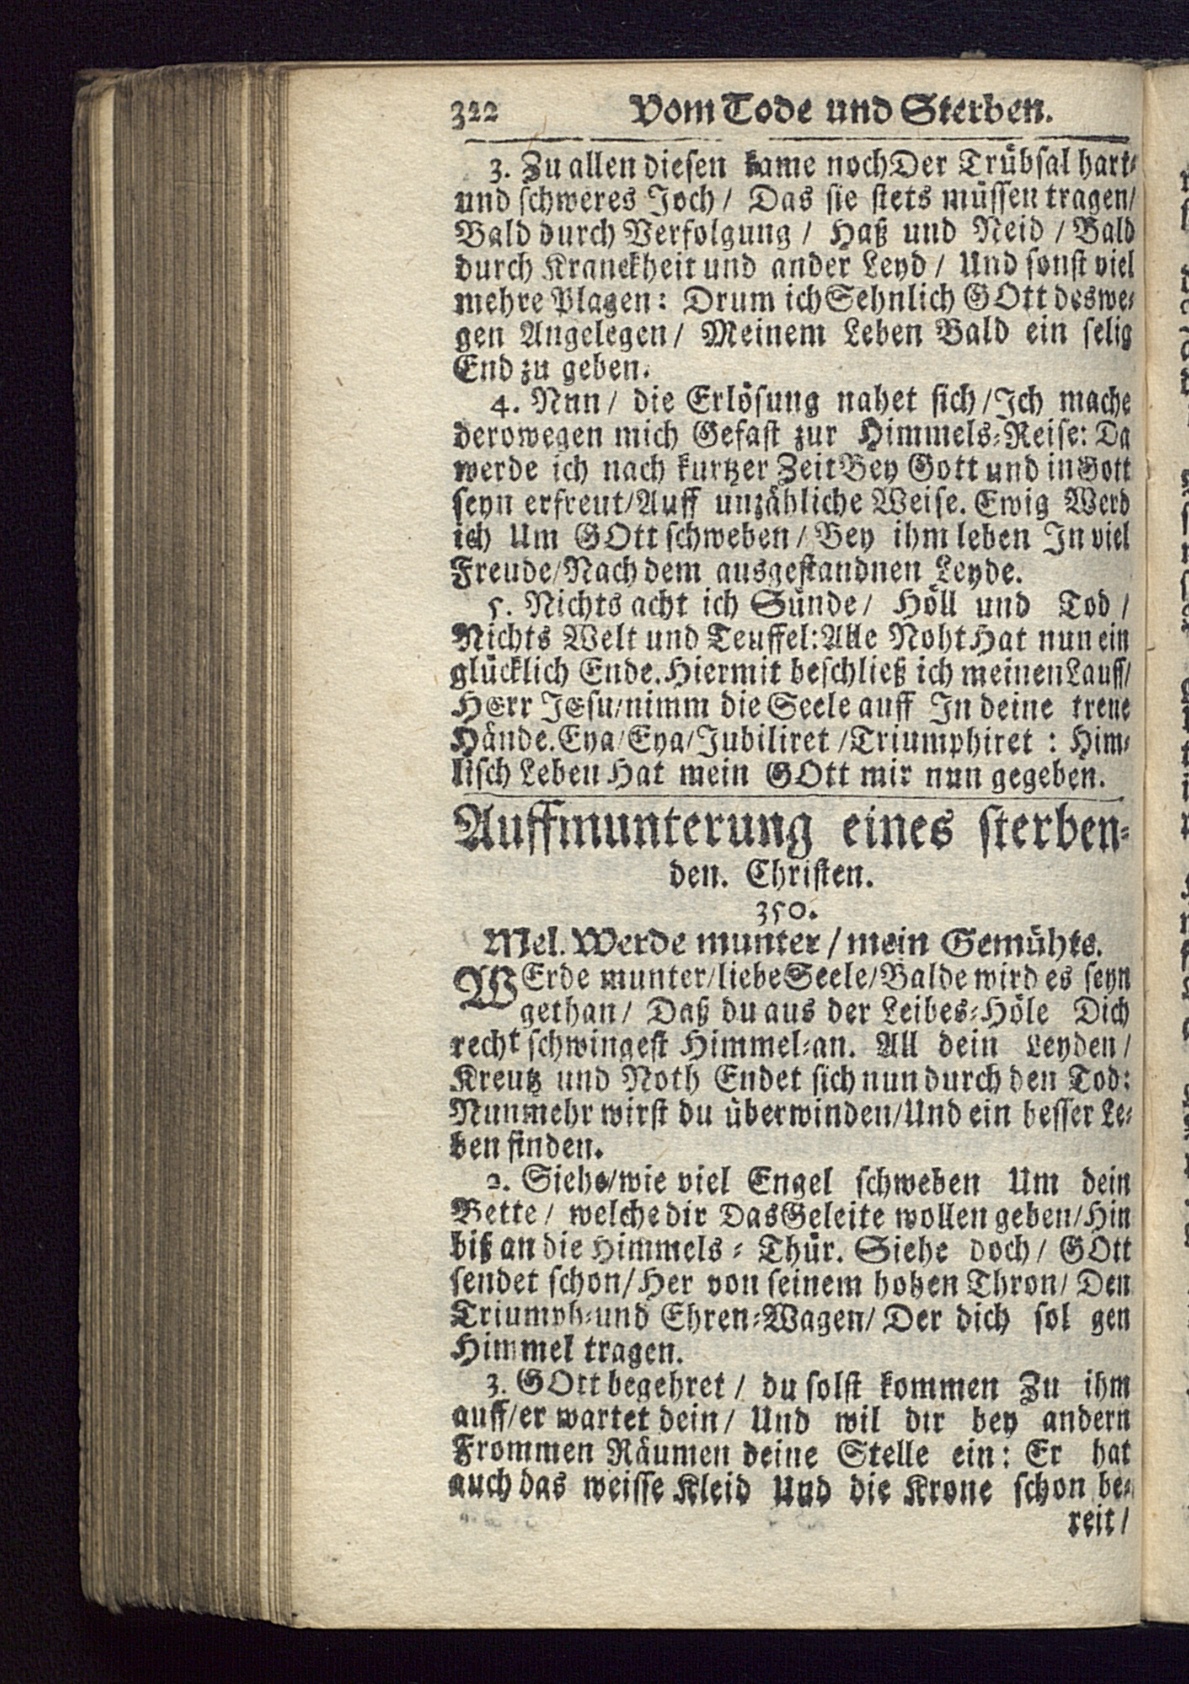 322 Vom Tode und Sterben.
3. Zu allen diesen kame noch Der Trübsal hart-
und schweres Joch / Das sie stets müssen tragen/
Bald durch Verfolgung / Haß und Neid / Bald
durch Kranckheit und ander Leyd / Und sonst viel
mehre Plagen: Drum ich Sehnlich GOtt deswe-
gen Angelegen / Meinem Leben Bald ein selig
End zu geben.
4. Nnn / die Erlösung nahet sich / Ich mache
derowegen mich Gefast zur Himmels-Reise: Da
werde ich nach kurtzer Zeit Bey Gott und in Gott
seyn erfreut/Auff unzähliche Weise. Ewig Werd
ich Um GOtt schweben / Bey ihm leben In viel
Freude/Nach dem ausgestandnen Leyde.
5. Nichts acht ich Sünde / Höll und Tod /
Nichts Welt und Teuffel: Alle Noht Hat nun ein
glücklich Ende. Hiermit beschließ ich meinen Lauff/
HErr JEsu/nimm die Seele auff In deine treue
Hände. Eya/Eya/Jubiliret /Triumphiret : Him-
lisch Leben Hat mein GOtt mir nun gegeben.
Auffmunterung eines sterben-
den. Christen.
350.
Mel. Werde munter / mein Gemühte.
WErde munter/liebe Seele/Balde wird es seyn
gethan / Daß du aus der Leibes-Höle Dich
recht schwingest Himmel-an. All dein Leyden /
Kreutz und Noth Endet sich nun durch den Tod:
Nunmehr wirst du überwinden/Und ein besser Le-
ben finden.
2. Siehe/wie viel Engel schweben Um dein
Bette / welche dir Das Geleite wollen geben/Hin
biß an die Himmels-Thür. Siehe doch / GOtt
sendet schon/Her von seinem hohen Thron/ Den
Triumph-und Ehren-Wagen/ Der dich sol gen
Himmel tragen.
3. GOtt begehret / du solst kommen Zu ihm
auff/er wartet dein / Und wil dir bey andern
Frommen Räumen deine Stelle ein: Er hat
auch das weisse Kleid Und die Krone schon be-
reit /